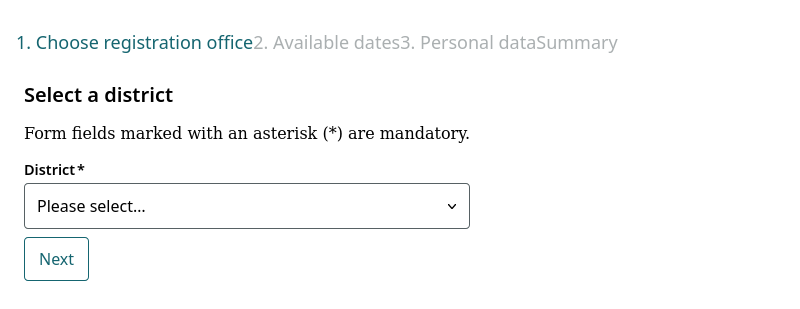 1. Choose registration office2. Available dates3. Personal dataSummary
Select a district
Form fields marked with an asterisk (*) are mandatory.
District*
Please select...
Next